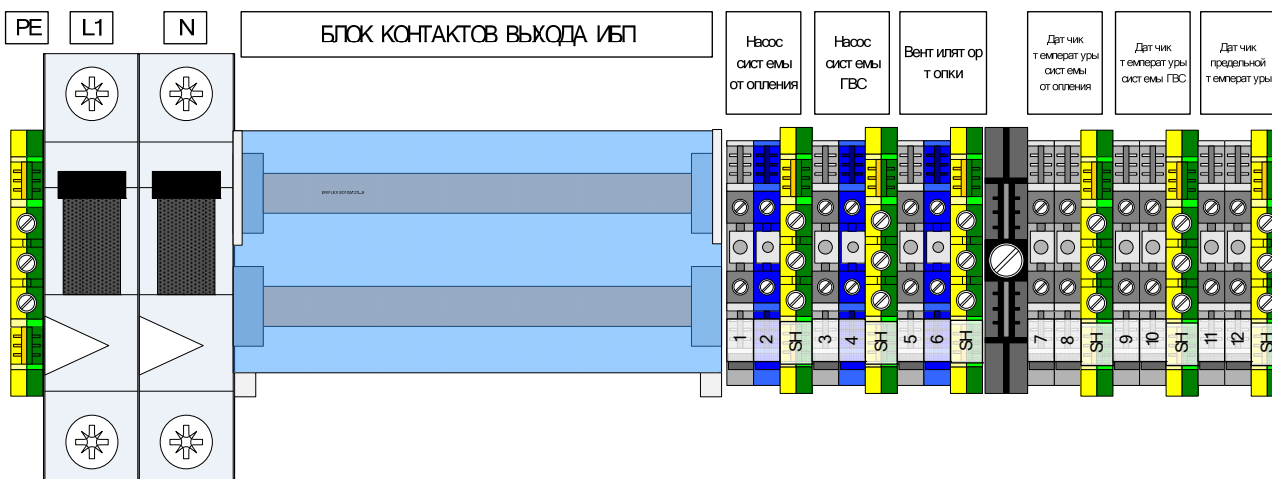 PE
L1
N
БЛОК КОНТАКТОВ ВЫХОДА ИБП
Насос
системы
отопления
Насос
системы
ГВС
Вентилятор
топки
Датчик
температуры
системы
отопления
Датчик
температуры
системы ГВС
Датчик
предельной
температуры
1
2
SH
3
4
SH
5
6
SH
7
8
SH
9
10
SH
11
12
SH